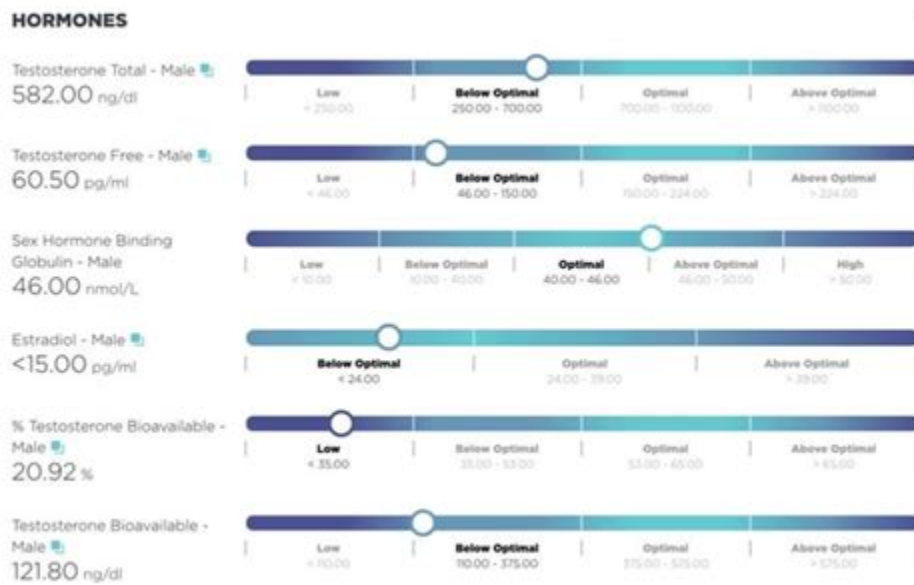 HORMONES
Testosterone Total - Male
582.00 ng/dl
Low
< 250.00
Below Optimal
250.00 - 700.00
Optimal
700.00 - 1100.00
Above Optimal
> 1100.00
Testosterone Free - Male
60.50 pg/ml
Low
< 46.00
Below Optimal
46.00 - 150.00
Optimal
150.00 - 224.00
Above Optimal
> 224.00
Sex Hormone Binding
Globulin - Male
46.00 nmol/L
Low
< 10.00
Below Optimal
10.00 - 40.00
Optimal
40.00 - 46.00
Above Optimal
46.00 - 50.00
High
> 50.00
Estradiol - Male
<15.00 pg/ml
Below Optimal
< 24.00
Optimal
24.00 - 39.00
Above Optimal
> 39.00
% Testosterone Bioavailable -
Male
20.92 %
Low
< 35.00
Below Optimal
35.00 - 53.00
Optimal
53.00 - 65.00
Above Optimal
> 65.00
Testosterone Bioavailable -
Male
121.80 ng/dl
Low
< 110.00
Below Optimal
110.00 - 375.00
Optimal
375.00 - 575.00
Above Optimal
> 575.00